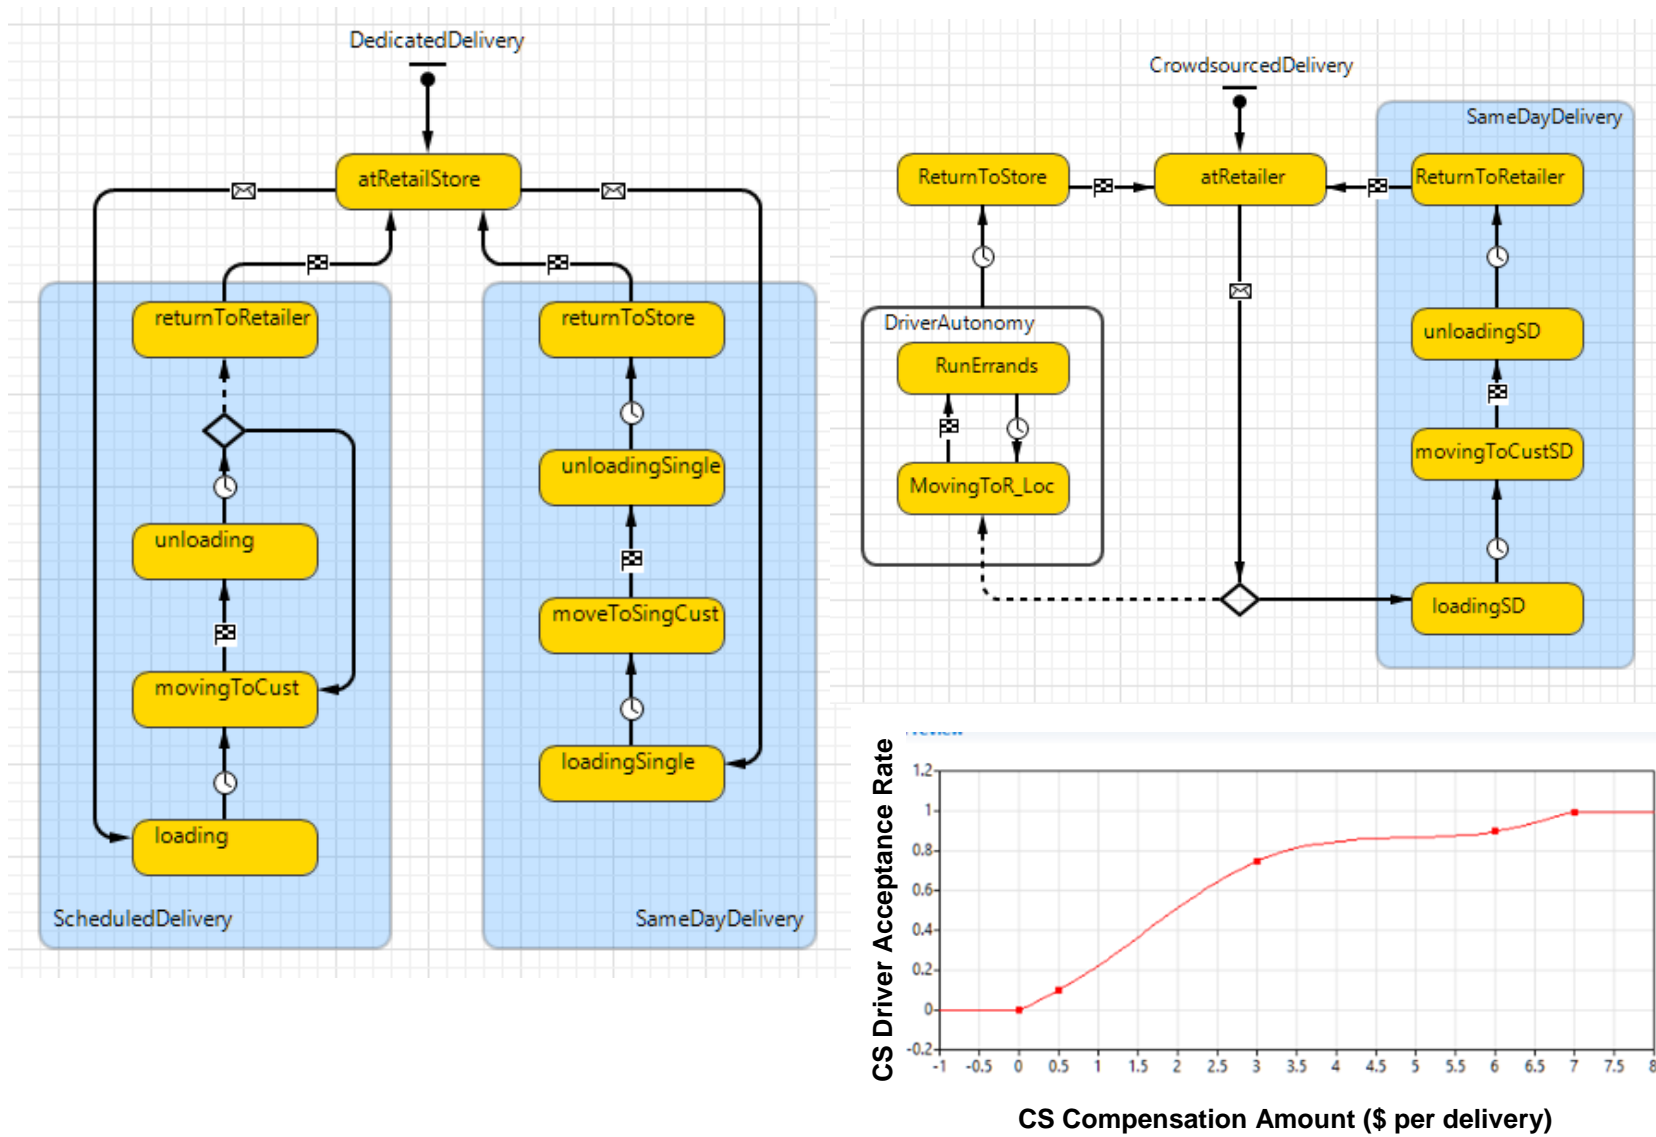 DedicatedDelivery
atRetailStore
returnToRetailer
unloading
movingToCust
loading
ScheduledDelivery
returnToStore
unloadingSingle
moveToSingCust
loadingSingle
SameDayDelivery
CrowdsourcedDelivery
SameDayDelivery
ReturnToStore
atRetailer
ReturnToRetailer
DriverAutonomy
RunErrands
MovingToR_Loc
unloadingSD
movingToCustSD
loadingSD
Preview
CS Driver Acceptance Rate
1.2
1
0.8
0.6
0.4
0.2
0
-0.2
-1 -0.5 0 0.5 1 1.5 2 2.5 3 3.5 4 4.5 5 5.5 6 6.5 7 7.5 8
CS Compensation Amount ($ per delivery)